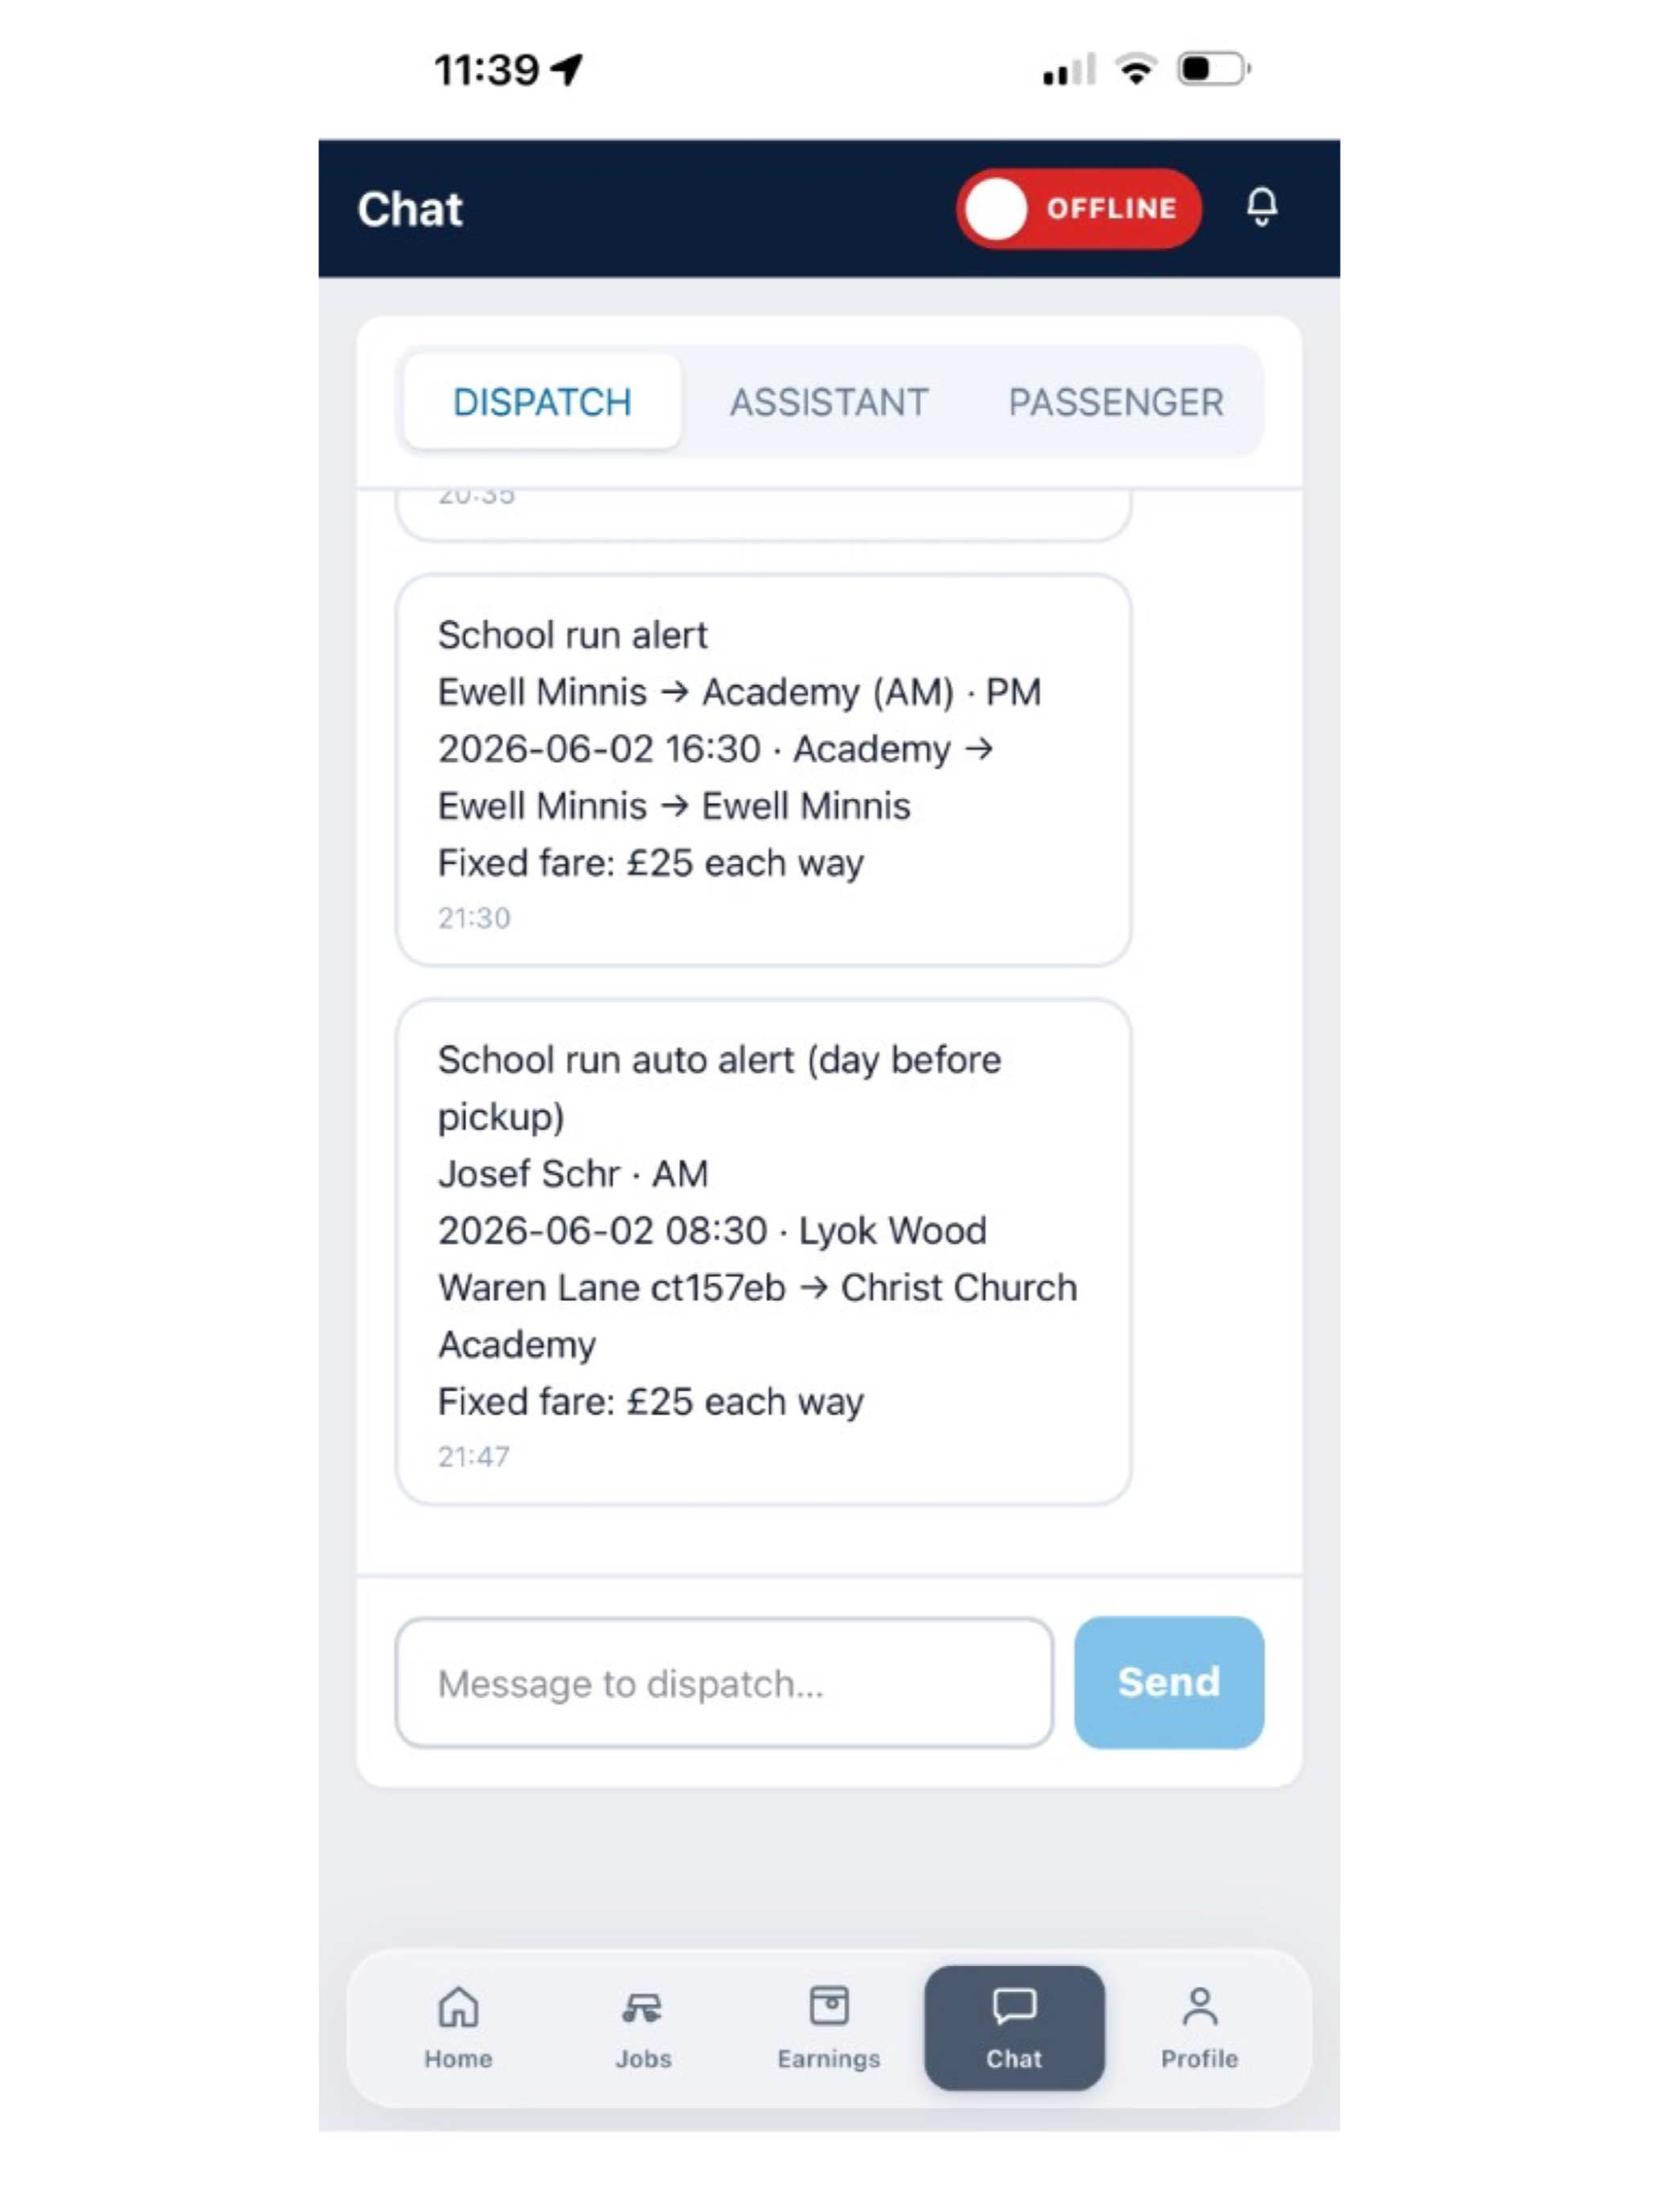 11:39
Chat
OFFLINE
DISPATCH
ASSISTANT
PASSENGER
20:35
School run alert
Ewell Minnis → Academy (AM) · PM
2026-06-02 16:30 · Academy →
Ewell Minnis → Ewell Minnis
Fixed fare: £25 each way
21:30
School run auto alert (day before
pickup)
Josef Schr · AM
2026-06-02 08:30 · Lyok Wood
Waren Lane ct157eb → Christ Church
Academy
Fixed fare: £25 each way
21:47
Message to dispatch...
Send
Home
Jobs
Earnings
Chat
Profile